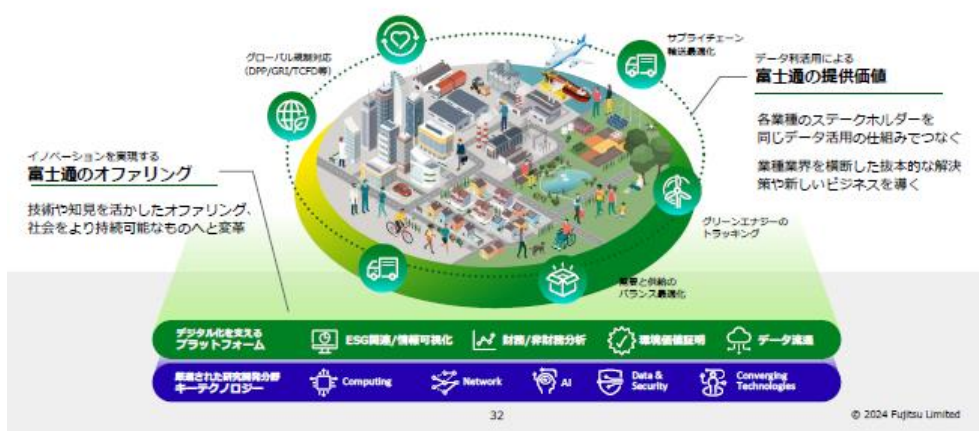 グローバル規制対応
(DPP/GRI/TCFD等)
サプライチェーン
輸送最適化
データ利活用による
富士通の提供価値
各業種のステークホルダーを
同じデータ活用の仕組みでつなぐ
業種業界を横断した抜本的な解決
策や新しいビジネスを導く
イノベーションを実現する
富士通のオファリング
技術や知見を活かしたオファリング、
社会をより持続可能なものへと変革
グリーンエナジーの
トラッキング
需要と供給の
バランス最適化
デジタル化を支える
プラットフォーム
ESG関連/情報可視化
財務/非財務分析
環境価値証明
データ流通
厳選された研究開発分野
キーテクノロジー
Computing
Network
AI
Data &
Security
Converging
Technologies
32
© 2024 Fujitsu Limited